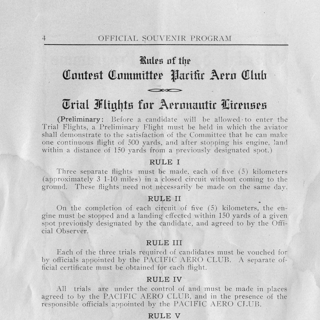 4 OFFICIAL SOUVENIR PROGRAM
Rules of the
Contest Committee Pacific Aero Club
Trial Flights for Aeronautic Licenses
(Preliminary: Before a candidate will be allowed to enter the
Trial Flights, a Preliminary Flight must be held in which the aviator
shall demonstrate to the satisfaction of the Committee that he can make
one continuous flight of 300 yards, and after stopping his engine, land
within a distance of 150 yards from a previously designated spot.)
RULE I
Three separate flights must be made, each of five (5) kilometers
(approximately 3 1-10 miles) in a closed circuit without coming to the
ground. These flights need not necessarily be made on the same day.
RULE II
On the completion of each circuit of five (5) kilometers, the en-
gine must be stopped and a landing effected within 150 yards of a given
spot previously designated by the candidate, and agreed to by the Offi-
cial Observer.
RULE III
Each of the three trials required of candidates must be vouched for
by officials appointed by the PACIFIC AERO CLUB. A separate of-
ficial certificate must be obtained for each flight.
RULE IV
All trials are under the control of and must be made in places
agreed to by the PACIFIC AERO CLUB, and in the presence of the
responsible officials appointed by the PACIFIC AERO CLUB.
RULE V